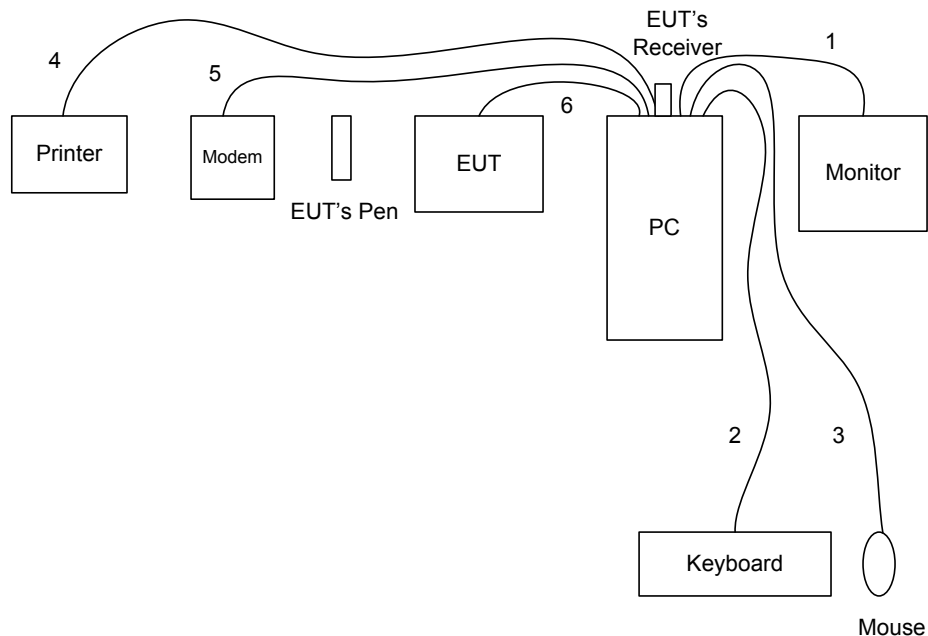 EUT's
Receiver
1
4
5
6
Printer
Modem
EUT
EUT's Pen
PC
Monitor
2
3
Keyboard
Mouse